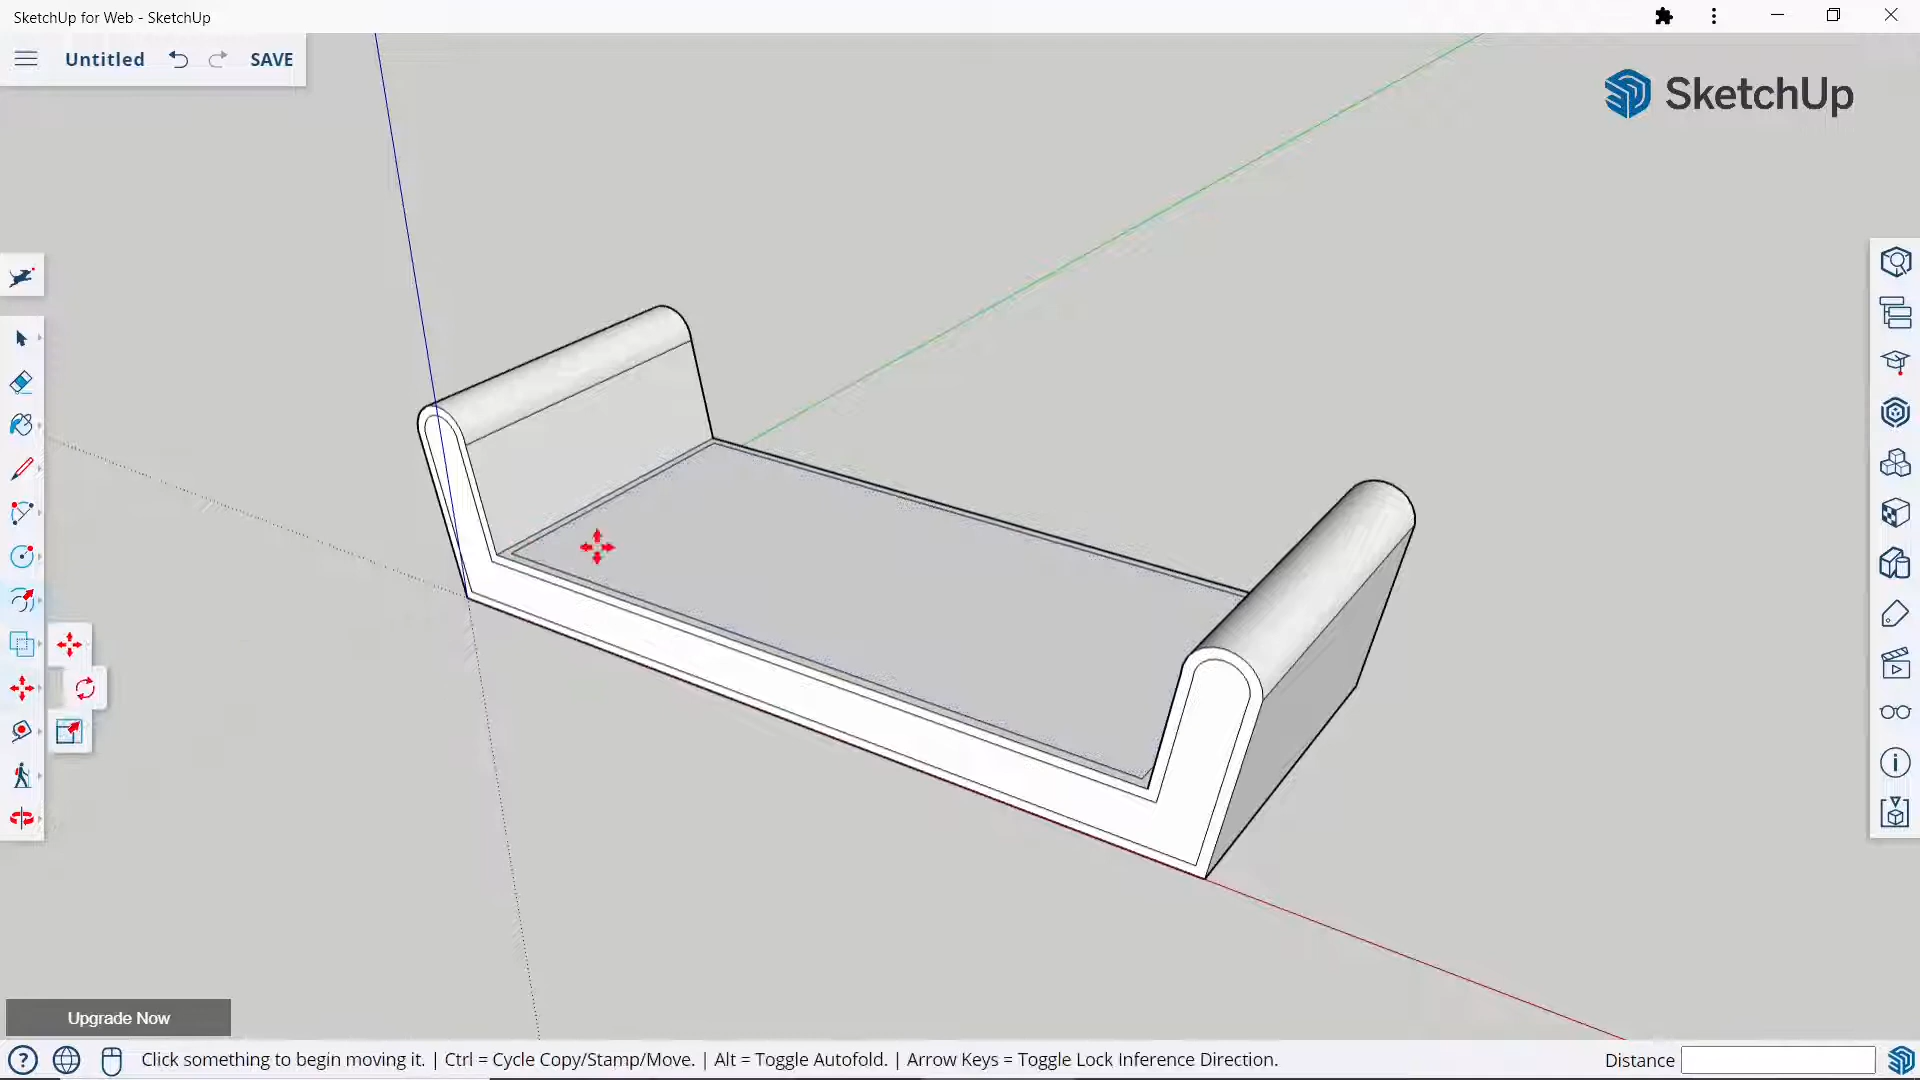 SketchUp for Web - SketchUp
Untitled SAVE
SketchUp
Upgrade Now
Click something to begin moving it. | Ctrl = Cycle Copy/Stamp/Move. | Alt = Toggle Autofold. | Arrow Keys = Toggle Lock Inference Direction. Distance